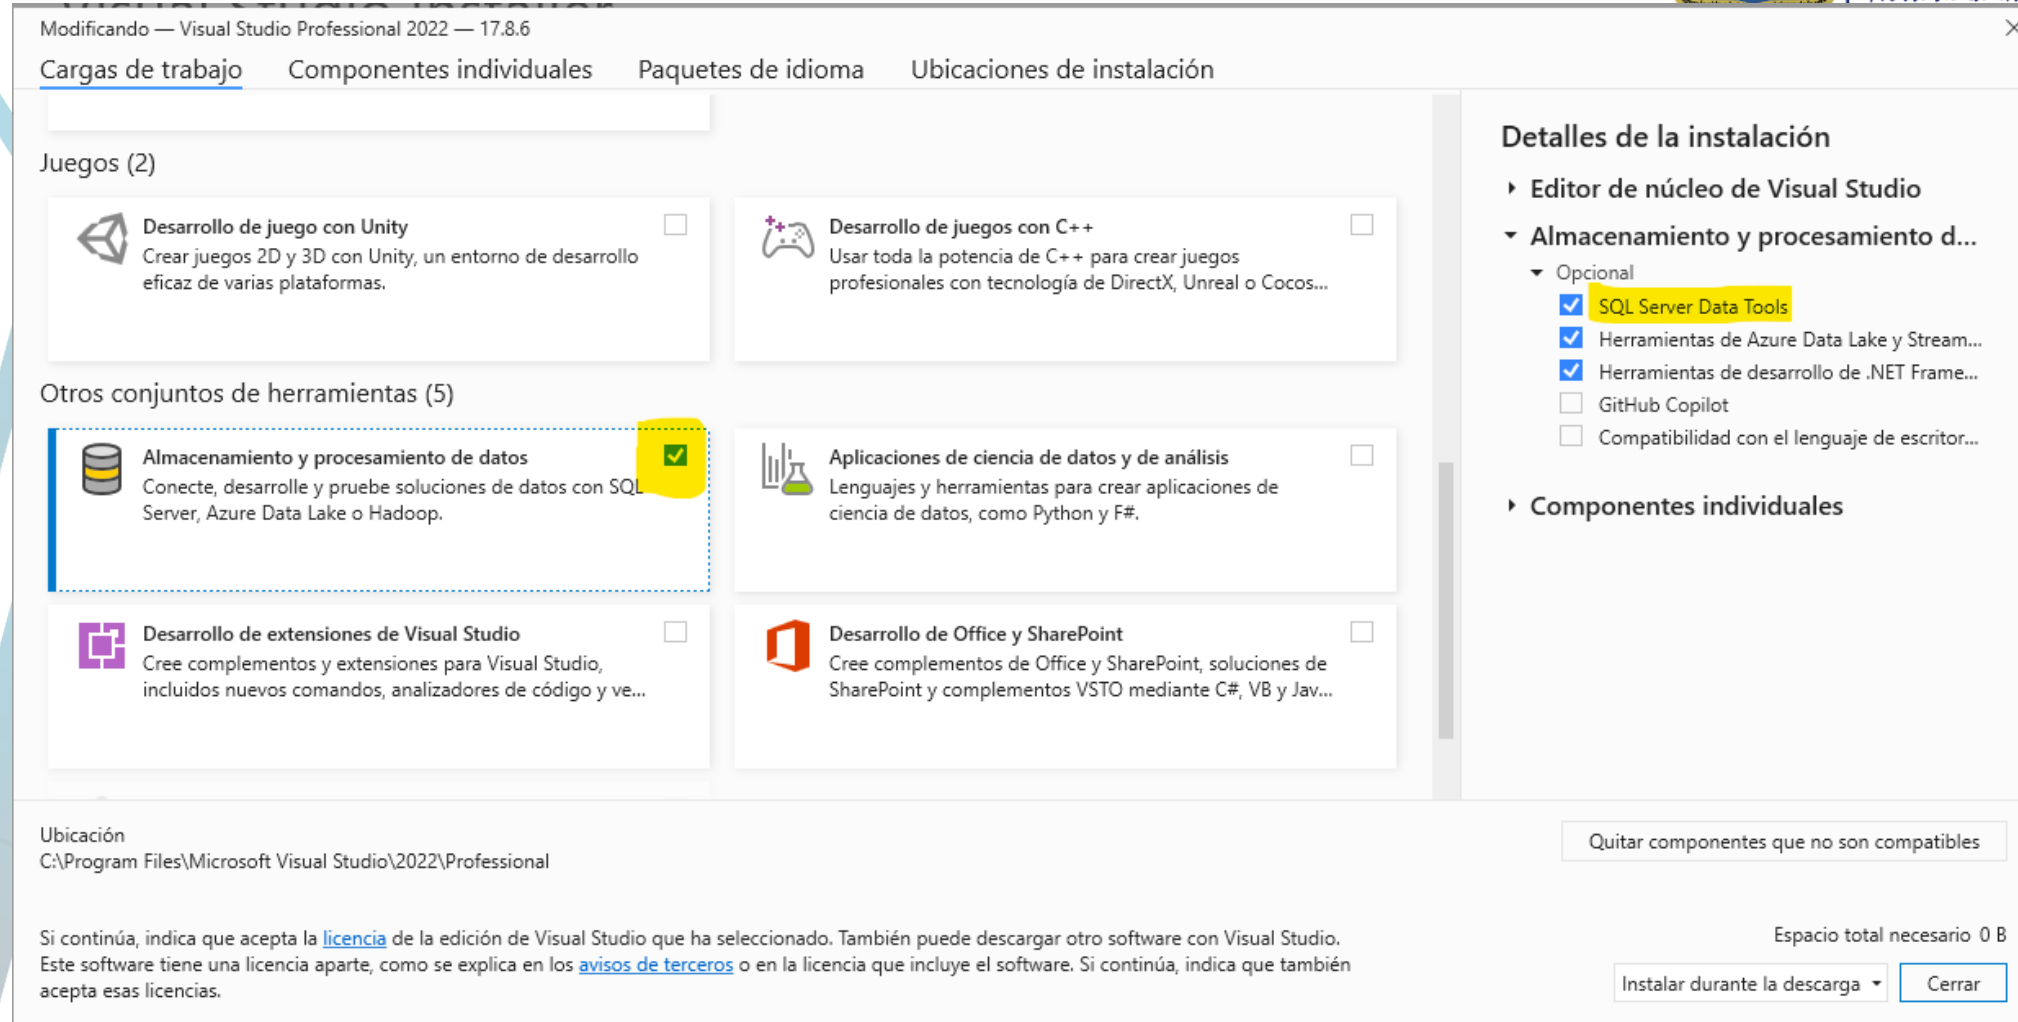 Visual Studio Installer
Modificando — Visual Studio Professional 2022 — 17.8.6
Cargas de trabajo
Componentes individuales
Paquetes de idioma
Ubicaciones de instalación
Juegos (2)
Desarrollo de juego con Unity
Crear juegos 2D y 3D con Unity, un entorno de desarrollo
eficaz de varias plataformas.
Desarrollo de juegos con C++
Usar toda la potencia de C++ para crear juegos
profesionales con tecnología de DirectX, Unreal o Cocos...
Otros conjuntos de herramientas (5)
Almacenamiento y procesamiento de datos
Conecte, desarrolle y pruebe soluciones de datos con SQL
Server, Azure Data Lake o Hadoop.
Aplicaciones de ciencia de datos y de análisis
Lenguajes y herramientas para crear aplicaciones de
ciencia de datos, como Python y F#.
Desarrollo de extensiones de Visual Studio
Cree complementos y extensiones para Visual Studio,
incluidos nuevos comandos, analizadores de código y ve...
Desarrollo de Office y SharePoint
Cree complementos de Office y SharePoint, soluciones de
SharePoint y complementos VSTO mediante C#, VB y Jav...
Detalles de la instalación
Editor de núcleo de Visual Studio
Almacenamiento y procesamiento d...
Opcional
SQL Server Data Tools
Herramientas de Azure Data Lake y Stream...
Herramientas de desarrollo de .NET Frame...
GitHub Copilot
Compatibilidad con el lenguaje de escritor...
Componentes individuales
Ubicación
C:\Program Files\Microsoft Visual Studio\2022\Professional
Quitar componentes que no son compatibles
Si continúa, indica que acepta la licencia de la edición de Visual Studio que ha seleccionado. También puede descargar otro software con Visual Studio.
Este software tiene una licencia aparte, como se explica en los avisos de terceros o en la licencia que incluye el software. Si continúa, indica que también
acepta esas licencias.
Espacio total necesario 0 B
Instalar durante la descarga
Cerrar